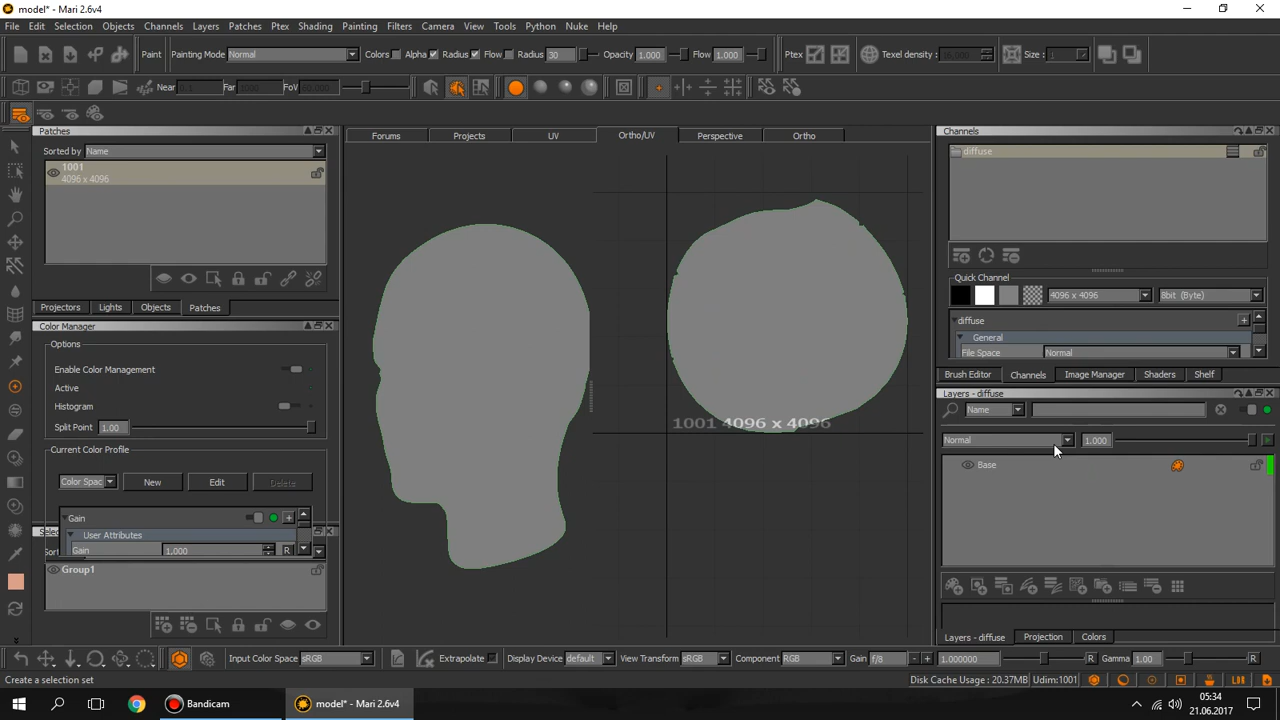 model* - Mari 2.6v4
File Edit Selection Objects Channels Layers Patches Ptex Shading Painting Filters Camera View Tools Python Nuke Help
Paint Painting Mode Normal Colors Alpha Radius Flow Radius 30 Opacity 1.000 Flow 1.000 Ptex Texel density: Size : 1
Near 0.1 Far 1000 FoV
Patches
Sorted by Name
1001
4096 x 4096
Projectors Lights Objects Patches
Color Manager
Options
Enable Color Management
Active
Histogram
Split Point 1.00
Current Color Profile
Color Spac New Edit Delete
Gain
User Attributes
Gain 1.000
Group1
Forums Projects UV Ortho/UV Perspective Ortho
1001 4096 x 4096
Channels
diffuse
Quick Channel
4096 x 4096 8bit (Byte)
diffuse
General
File Space Normal
Brush Editor Channels Image Manager Shaders Shelf
Layers - diffuse
Name
Normal 1.000
Base
Layers - diffuse Projection Colors
Input Color Space sRGB Extrapolate Display Device default View Transform sRGB Component RGB Gain f/8 - + 1.000000 R Gamma 1.00 R
Create a selection set
Disk Cache Usage : 20.37MB Udim:1001
Bandicam
model* - Mari 2.6v4
05:34
21.06.2017